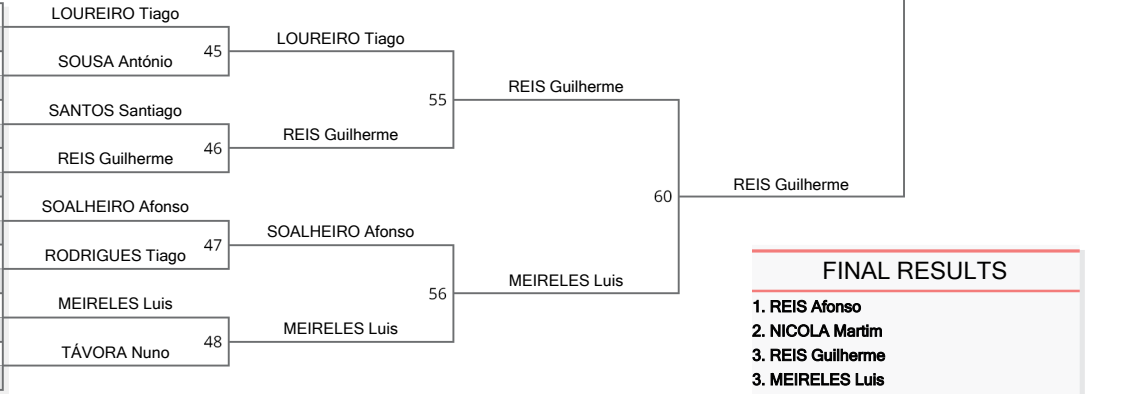 LOUREIRO Tiago
LOUREIRO Tiago
45
SOUSA António
REIS Guilherme
55
SANTOS Santiago
REIS Guilherme
46
REIS Guilherme
REIS Guilherme
60
SOALHEIRO Afonso
SOALHEIRO Afonso
47
RODRIGUES Tiago
MEIRELES Luis
56
MEIRELES Luis
MEIRELES Luis
48
TÁVORA Nuno
FINAL RESULTS
1. REIS Afonso
2. NICOLA Martim
3. REIS Guilherme
3. MEIRELES Luis